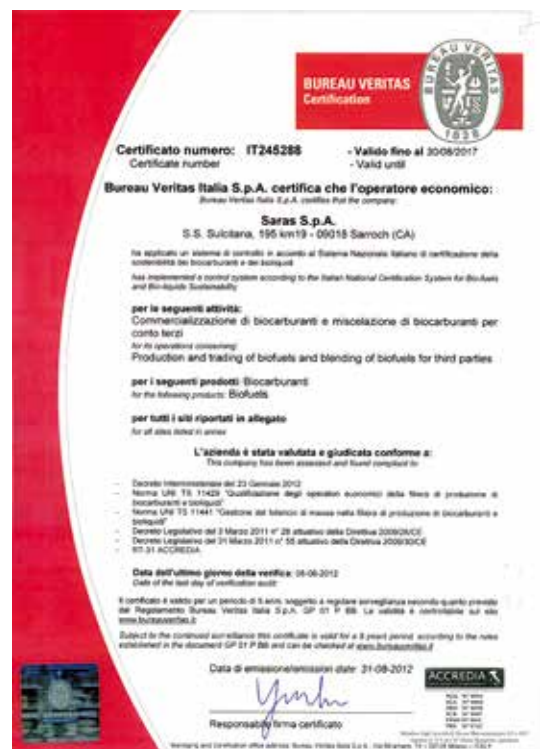 BUREAU VERITAS
Certification
BUREAU VERITAS
1828
Certificato numero: IT245288
Certificate number
- Valido fino al 30/08/2017
- Valid until
Bureau Veritas Italia S.p.A. certifica che l'operatore economico:
Bureau Veritas Italia S.p.A. certifies that the company:
Saras S.p.A.
S.S. Sulcitana, 195 km19 - 09018 Sarroch (CA)
ha applicato un sistema di controllo in accordo al Sistema Nazionale Italiano di certificazione della
sostenibilità dei biocarburanti e dei bioliquidi
has implemented a control system according to the Italian National Certification System for Bio-fuels
and Bio-liquids Sustainability
per le seguenti attività:
Commercializzazione di biocarburanti e miscelazione di biocarburanti per
conto terzi
for its operations concerning:
Production and trading of biofuels and blending of biofuels for third parties
per i seguenti prodotti: Biocarburanti
for the following products: Biofuels
per tutti i siti riportati in allegato
for all sites listed in annex
L'azienda è stata valutata e giudicata conforme a:
This company has been assessed and found compliant to:
- Decreto Interministeriale del 23 Gennaio 2012
- Norma UNI TS 11429 "Qualificazione degli operatori economici della filiera di produzione di
biocarburanti e bioliquidi"
- Norma UNI TS 11441 "Gestione del bilancio di massa nella filiera di produzione di biocarburanti e
bioliquidi"
- Decreto Legislativo del 3 Marzo 2011 n° 28 attuativo della Direttiva 2009/28/CE
- Decreto Legislativo del 31 Marzo 2011 n° 55 attuativo della Direttiva 2009/30/CE
- RT-31 ACCREDIA
Data dell'ultimo giorno della verifica: 06-06-2012
Date of the last day of verification audit:
Il certificato è valido per un periodo di 5 anni, soggetto a regolare sorveglianza secondo quanto previsto
dal Regolamento Bureau Veritas Italia S.p.A. GP 01 P BB. La validità è controllabile sul sito
www.bureauveritas.it
Subject to the continued surveillance this certificate is valid for a 5 years period, according to the rules
established in the document GP 01 P BB and can be checked at www.bureauveritas.it
Data di emissione/emission date: 31-08-2012
ACCREDIA
Responsabile firma certificato